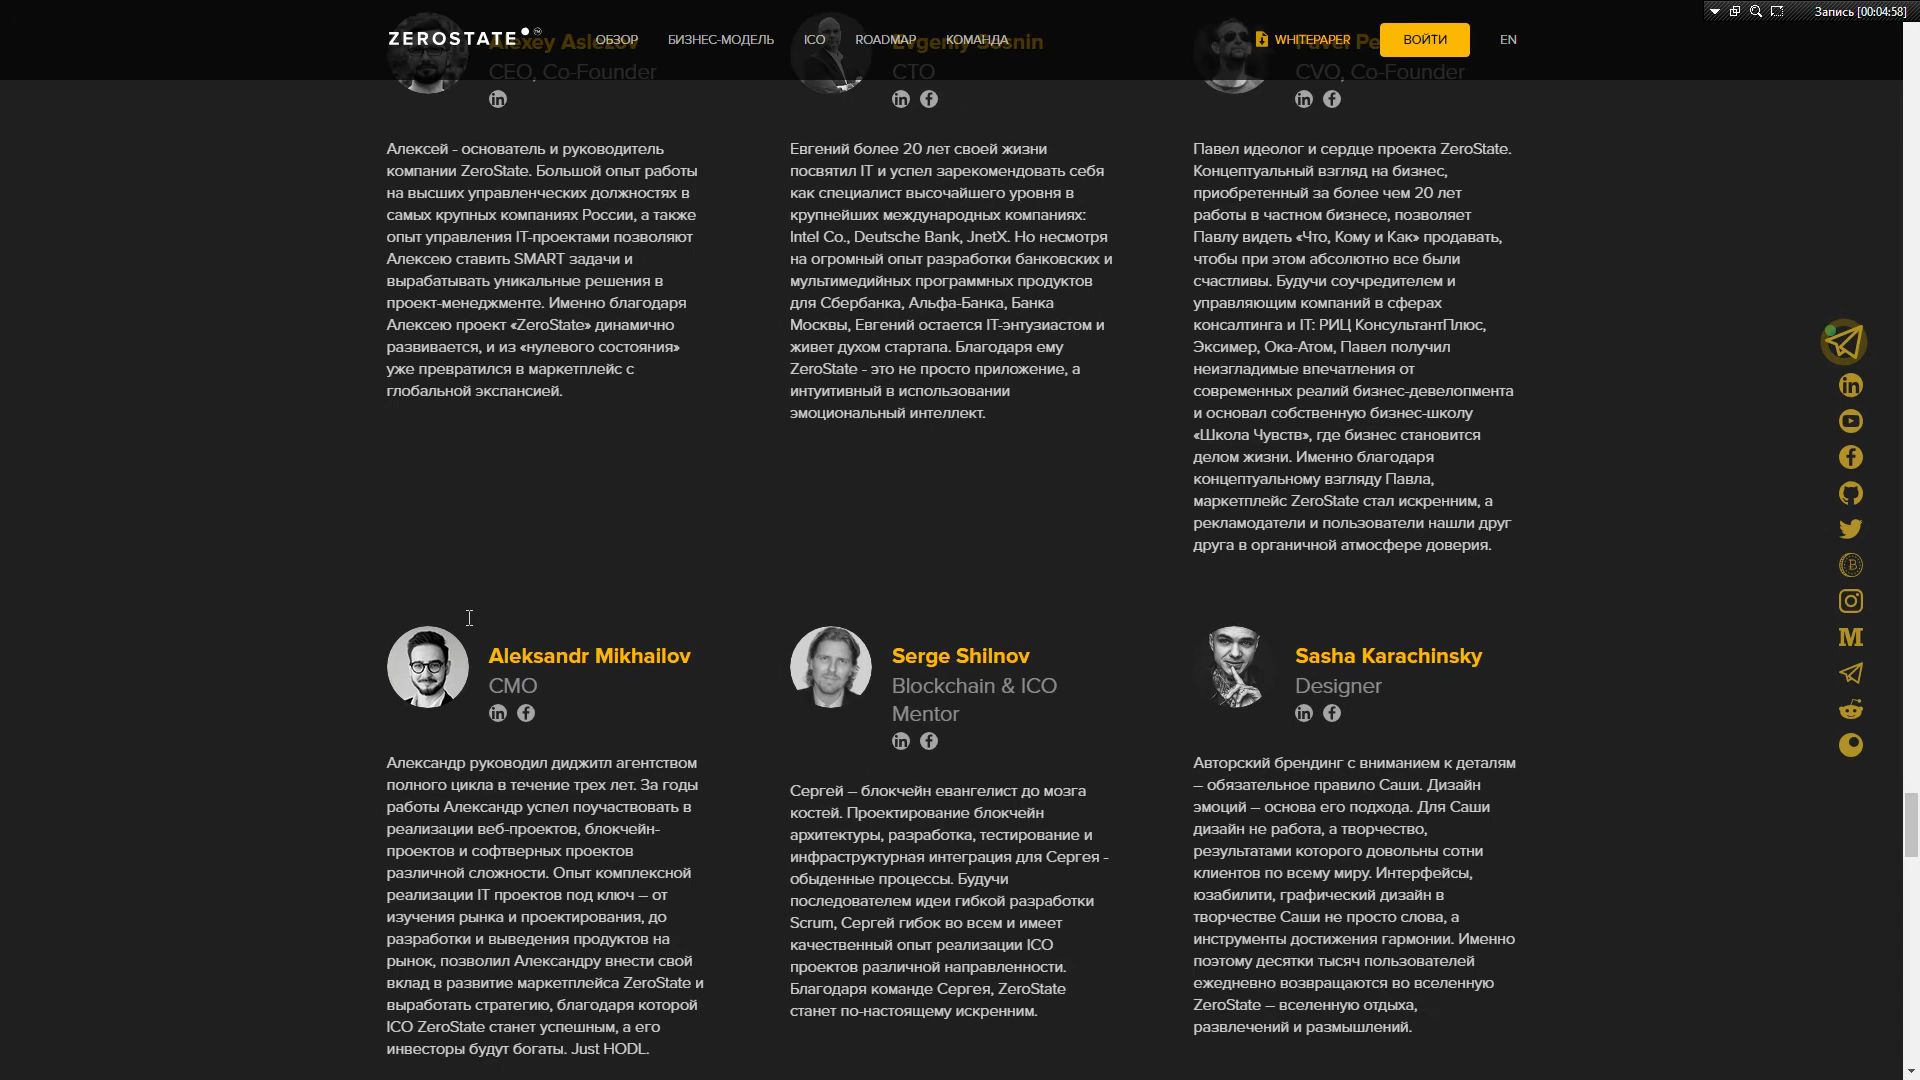 Запись [00:04:58]
ZEROSTATE
ОБЗОР
БИЗНЕС-МОДЕЛЬ
ICO
ROADMAP
КОМАНДА
WHITEPAPER
ВОЙТИ
EN
Alexey Aslezov
CEO, Co-Founder
Алексей - основатель и руководитель
компании ZeroState. Большой опыт работы
на высших управленческих должностях в
самых крупных компаниях России, а также
опыт управления IT-проектами позволяют
Алексею ставить SMART задачи и
вырабатывать уникальные решения в
проект-менеджменте. Именно благодаря
Алексею проект «ZeroState» динамично
развивается, и из «нулевого состояния»
уже превратился в маркетплейс с
глобальной экспансией.
Evgeniy Sosnin
CTO
Евгений более 20 лет своей жизни
посвятил IT и успел зарекомендовать себя
как специалист высочайшего уровня в
крупнейших международных компаниях:
Intel Co., Deutsche Bank, JnetX. Но несмотря
на огромный опыт разработки банковских и
мультимедийных программных продуктов
для Сбербанка, Альфа-Банка, Банка
Москвы, Евгений остается IT-энтузиастом и
живет духом стартапа. Благодаря ему
ZeroState - это не просто приложение, а
интуитивный в использовании
эмоциональный интеллект.
CVO, Co-Founder
Павел идеолог и сердце проекта ZeroState.
Концептуальный взгляд на бизнес,
приобретенный за более чем 20 лет
работы в частном бизнесе, позволяет
Павлу видеть «Что, Кому и Как» продавать,
чтобы при этом абсолютно все были
счастливы. Будучи соучредителем и
управляющим компаний в сферах
консалтинга и IT: РИЦ КонсультантПлюс,
Эксимер, Ока-Атом, Павел получил
неизгладимые впечатления от
современных реалий бизнес-девелопмента
и основал собственную бизнес-школу
«Школа Чувств», где бизнес становится
делом жизни. Именно благодаря
концептуальному взгляду Павла,
маркетплейс ZeroState стал искренним, а
рекламодатели и пользователи нашли друг
друга в органичной атмосфере доверия.
Aleksandr Mikhailov
CMO
Александр руководил диджитл агентством
полного цикла в течение трех лет. За годы
работы Александр успел поучаствовать в
реализации веб-проектов, блокчейн-
проектов и софтверных проектов
различной сложности. Опыт комплексной
реализации IT проектов под ключ – от
изучения рынка и проектирования, до
разработки и выведения продуктов на
рынок, позволил Александру внести свой
вклад в развитие маркетплейса ZeroState и
выработать стратегию, благодаря которой
ICO ZeroState станет успешным, а его
инвесторы будут богаты. Just HODL.
Serge Shilnov
Blockchain & ICO
Mentor
Сергей – блокчейн евангелист до мозга
костей. Проектирование блокчейн
архитектуры, разработка, тестирование и
инфраструктурная интеграция для Сергея -
обыденные процессы. Будучи
последователем идеи гибкой разработки
Scrum, Сергей гибок во всем и имеет
качественный опыт реализации ICO
проектов различной направленности.
Благодаря команде Сергея, ZeroState
станет по-настоящему искренним.
Sasha Karachinsky
Designer
Авторский брендинг с вниманием к деталям
– обязательное правило Саши. Дизайн
эмоций – основа его подхода. Для Саши
дизайн не работа, а творчество,
результатами которого довольны сотни
клиентов по всему миру. Интерфейсы,
юзабилити, графический дизайн в
творчестве Саши не просто слова, а
инструменты достижения гармонии. Именно
поэтому десятки тысяч пользователей
ежедневно возвращаются во вселенную
ZeroState – вселенную отдыха,
развлечений и размышлений.